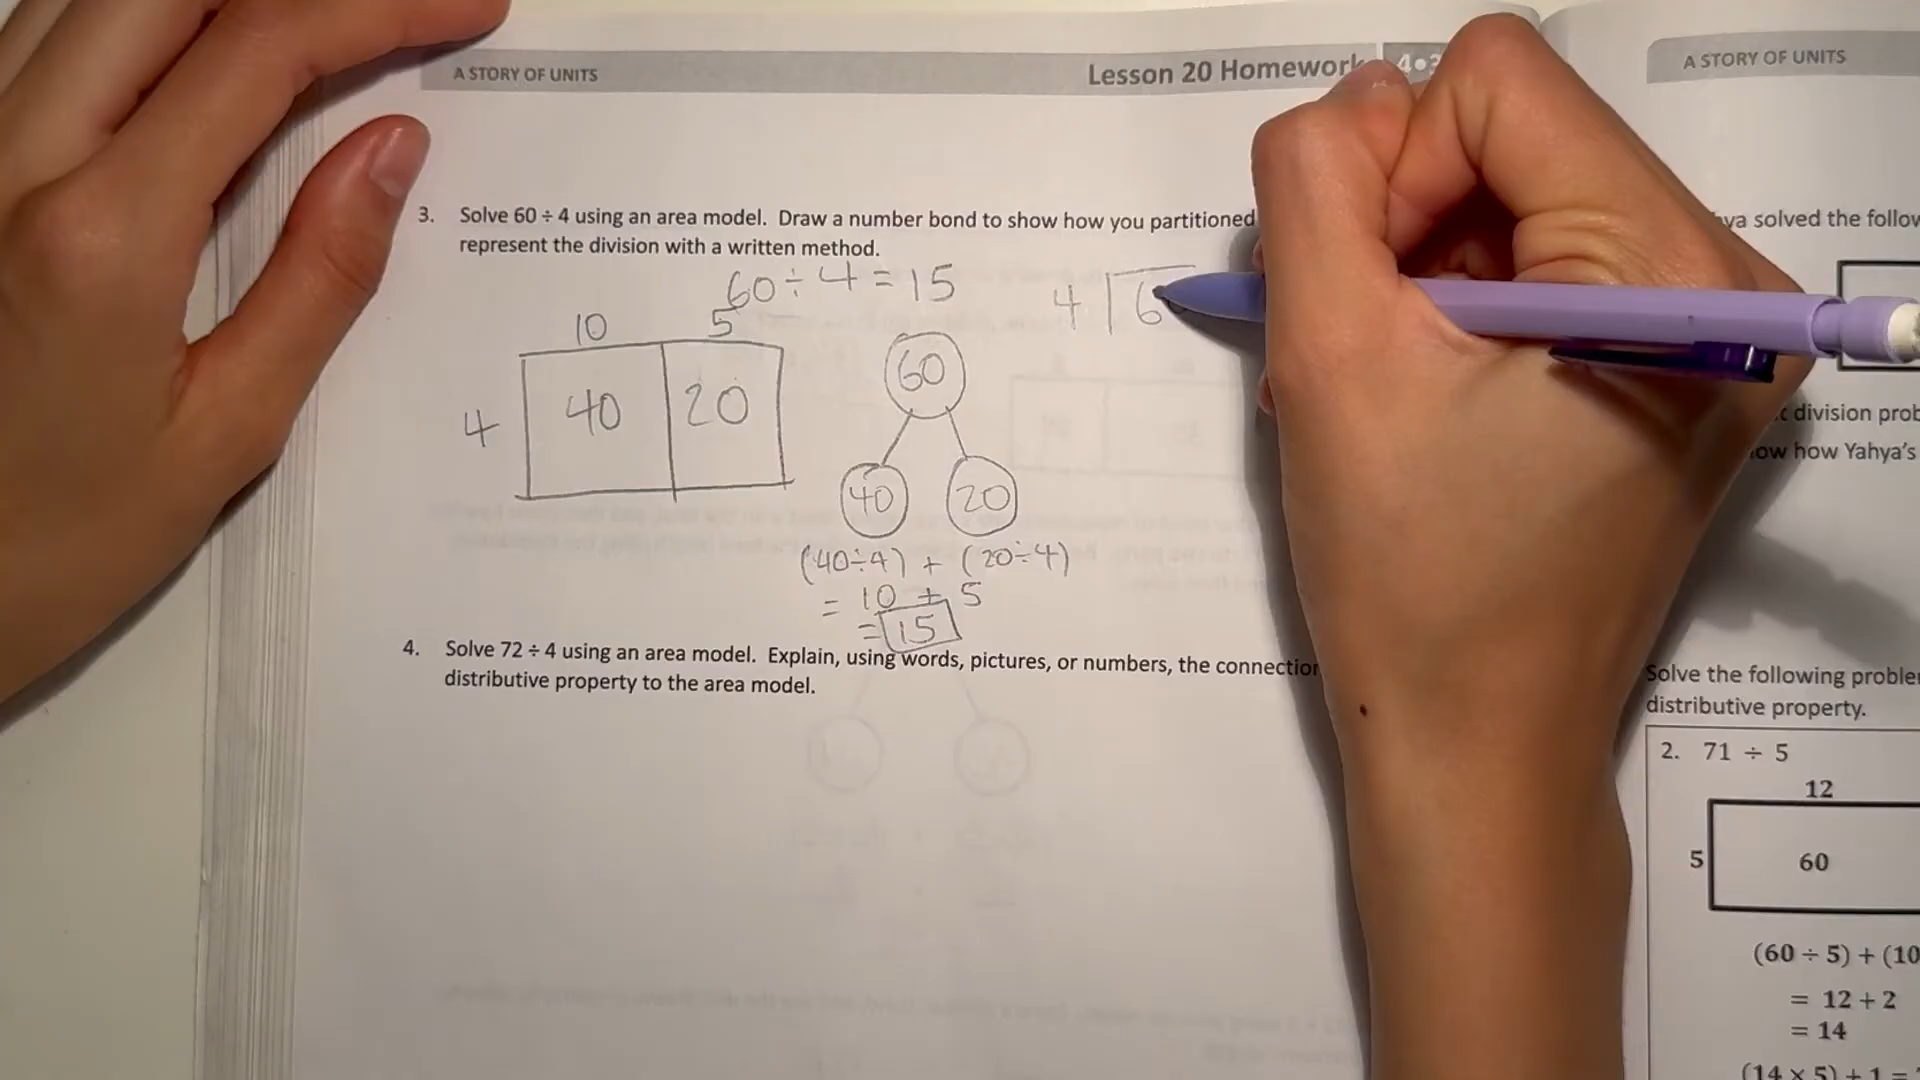 A STORY OF UNITS
Lesson 20 Homework 4•3
3. Solve 60 ÷ 4 using an area model. Draw a number bond to show how you partitioned
represent the division with a written method.
60 ÷ 4 = 15
10 5
4 40 20
60
40 20
(40÷4) + (20÷4)
= 10 + 5
= 15
4 6
4. Solve 72 ÷ 4 using an area model. Explain, using words, pictures, or numbers, the connection
distributive property to the area model.
A STORY OF UNITS
solved the
division
how Yahya's
Solve the following
distributive property.
2. 71 ÷ 5
12
5 60
(60 ÷ 5) + (10
= 12 + 2
= 14
(14 × 5) + 1 =